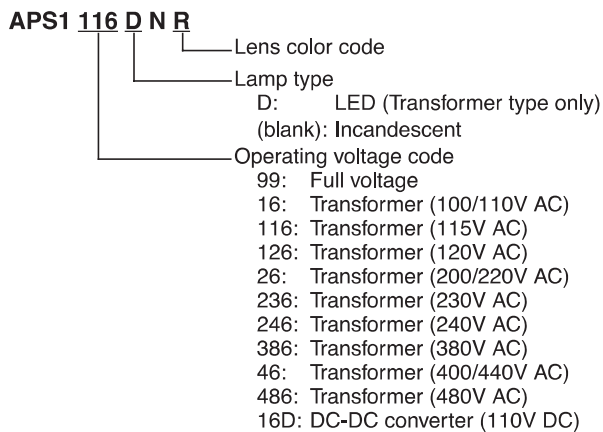 APS1 116 D N R
Lens color code
Lamp type
D: LED (Transformer type only)
(blank): Incandescent
Operating voltage code
99: Full voltage
16: Transformer (100/110V AC)
116: Transformer (115V AC)
126: Transformer (120V AC)
26: Transformer (200/220V AC)
236: Transformer (230V AC)
246: Transformer (240V AC)
386: Transformer (380V AC)
46: Transformer (400/440V AC)
486: Transformer (480V AC)
16D: DC-DC converter (110V DC)